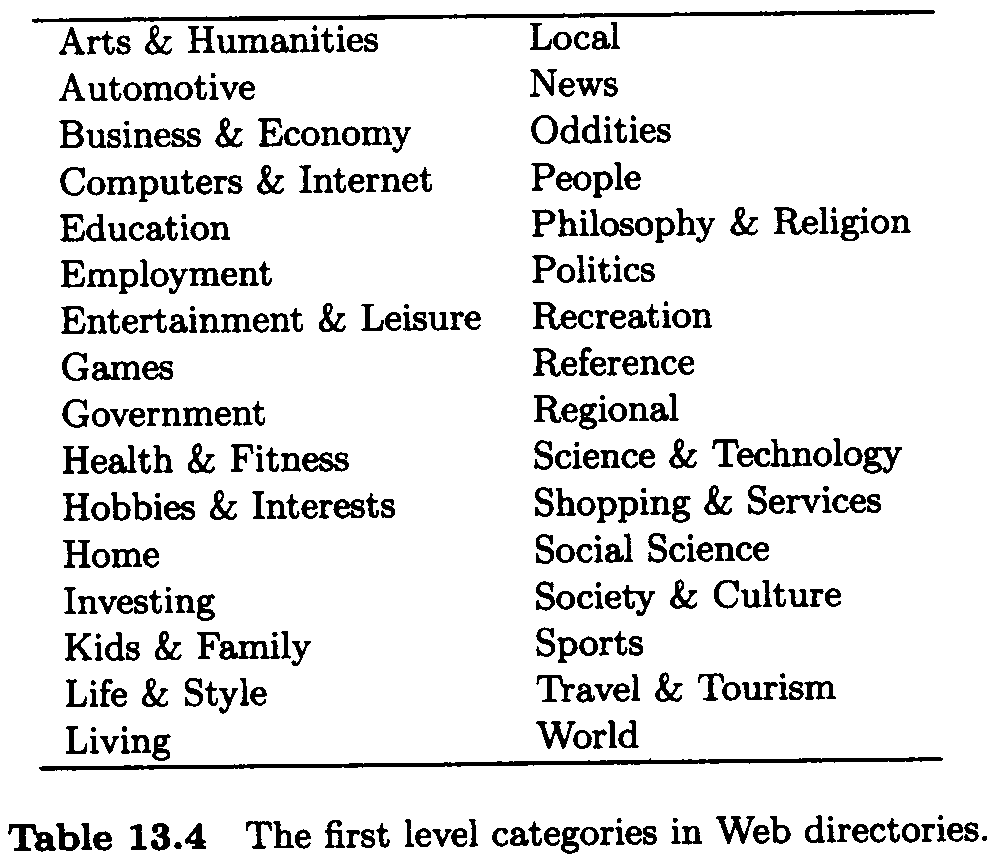 Arts & Humanities
Automotive
Business & Economy
Computers & Internet
Education
Employment
Entertainment & Leisure
Games
Government
Health & Fitness
Hobbies & Interests
Home
Investing
Kids & Family
Life & Style
Living
Local
News
Oddities
People
Philosophy & Religion
Politics
Recreation
Reference
Regional
Science & Technology
Shopping & Services
Social Science
Society & Culture
Sports
Travel & Tourism
World
Table 13.4 The first level categories in Web directories.